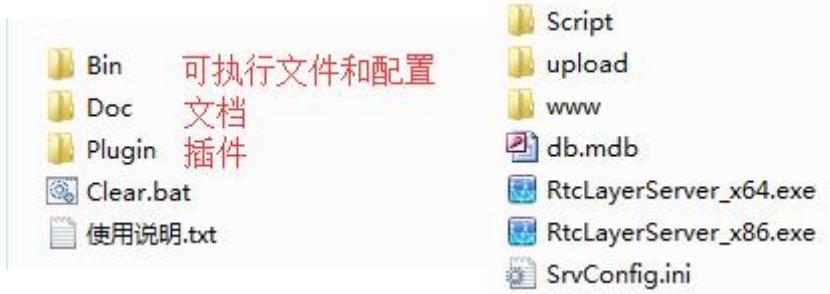 Bin 可执行文件和配置
Doc 文档
Plugin 插件
Clear.bat
使用说明.txt
Script
upload
www
db.mdb
RtcLayerServer_x64.exe
RtcLayerServer_x86.exe
SrvConfig.ini